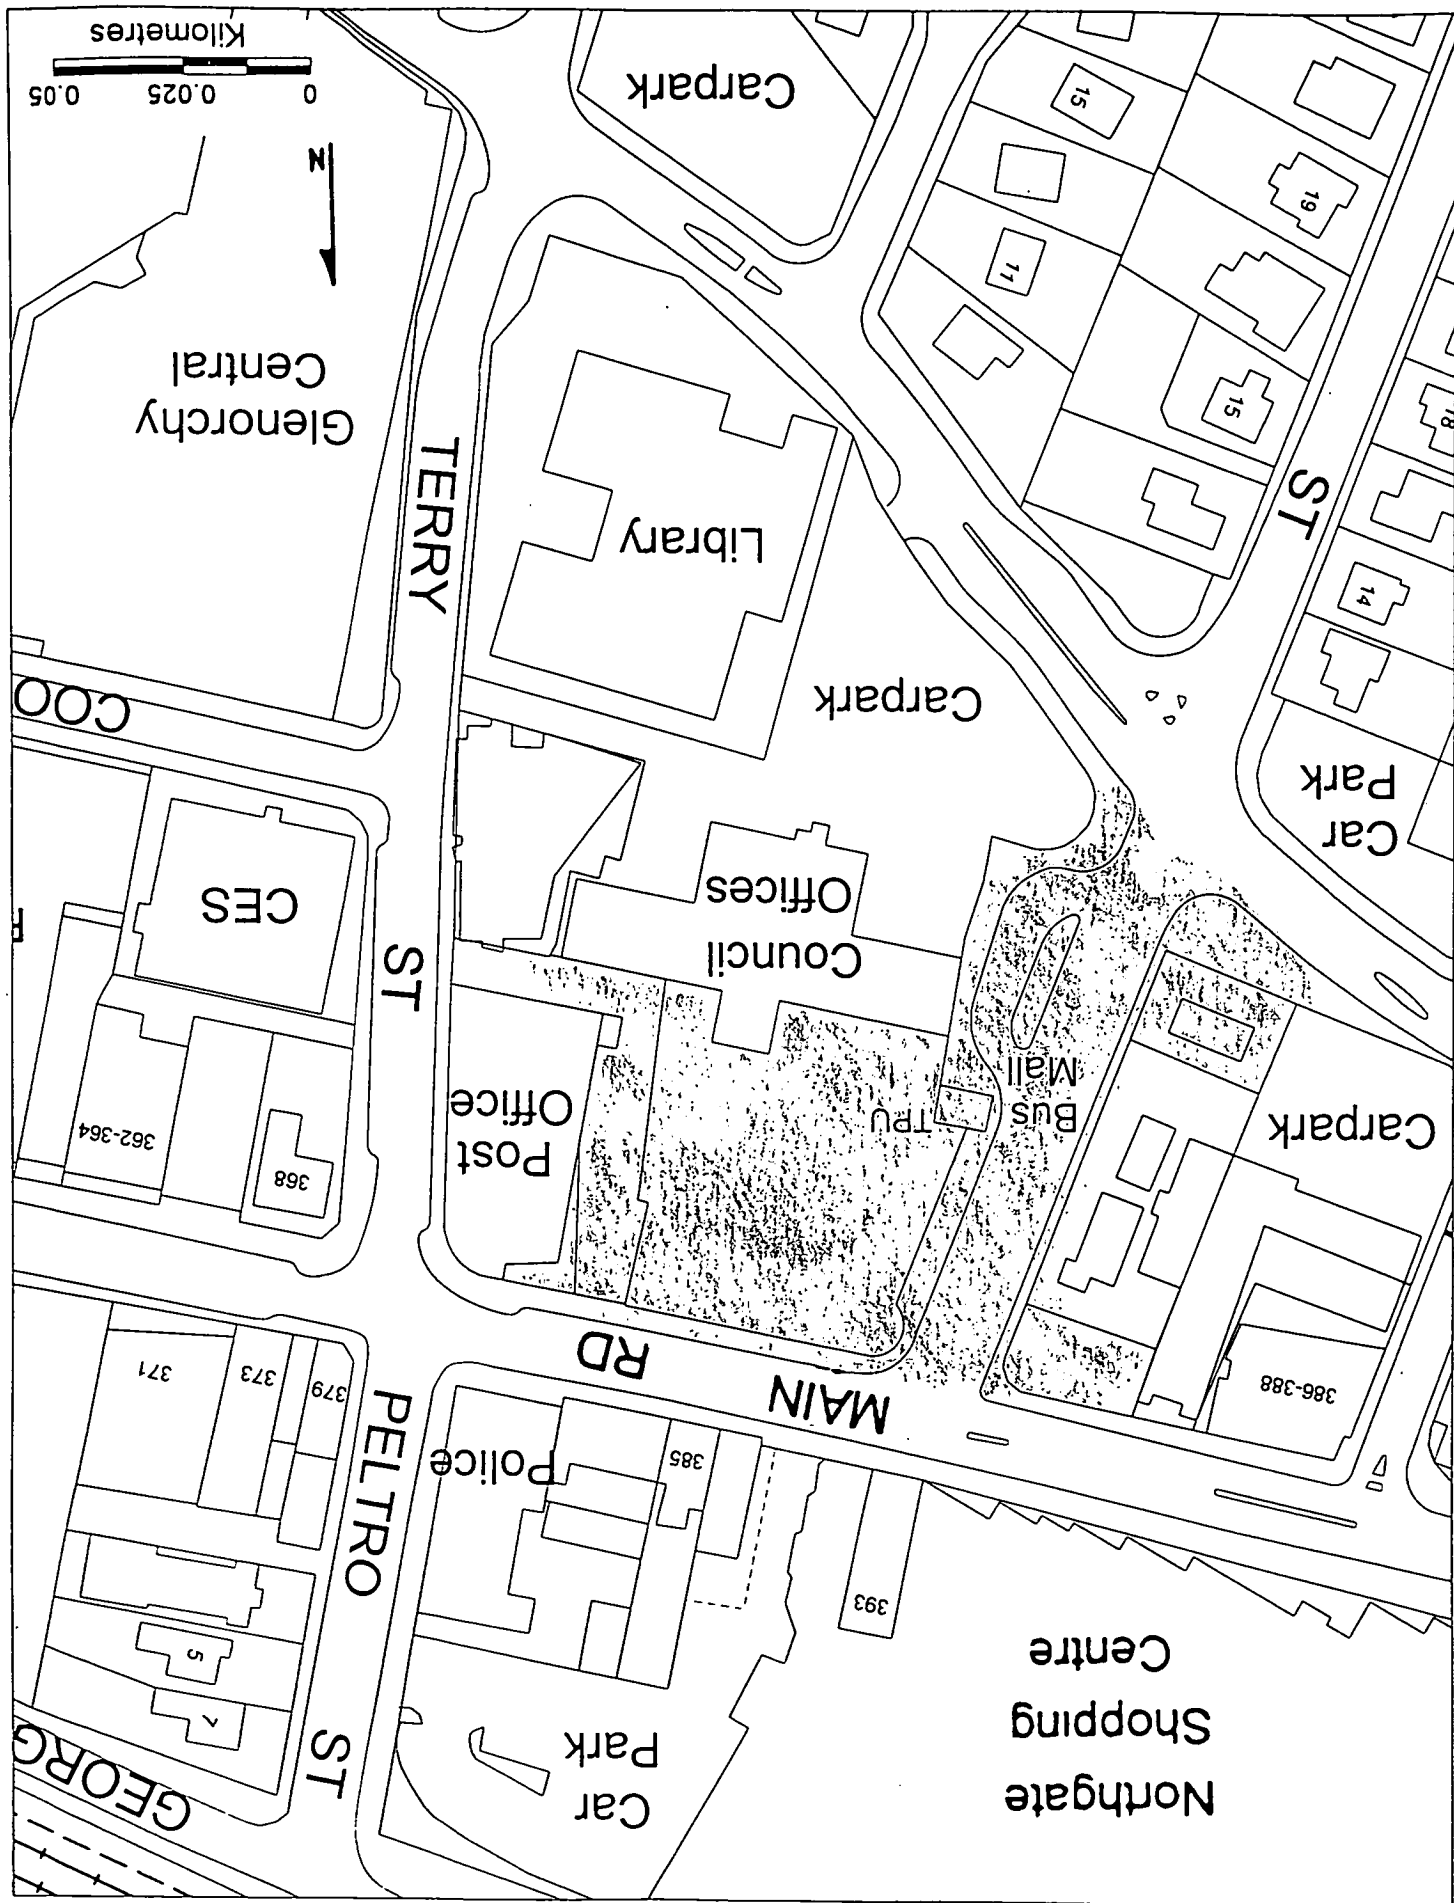 Northgate
Shopping
Centre
Car
Park
GEORG
ST
7
5
393
PELTRO
Police
385
371
373
379
MAIN
RD
386-388
Carpark
Bus
Mall
TPU
Post
Office
368
362-364
Council
Offices
ST
CES
Car
Park
Carpark
COO
Library
TERRY
ST
14
18
15
11
19
15
Glenorchy
Central
Carpark
N
0 0.025 0.05
Kilometres